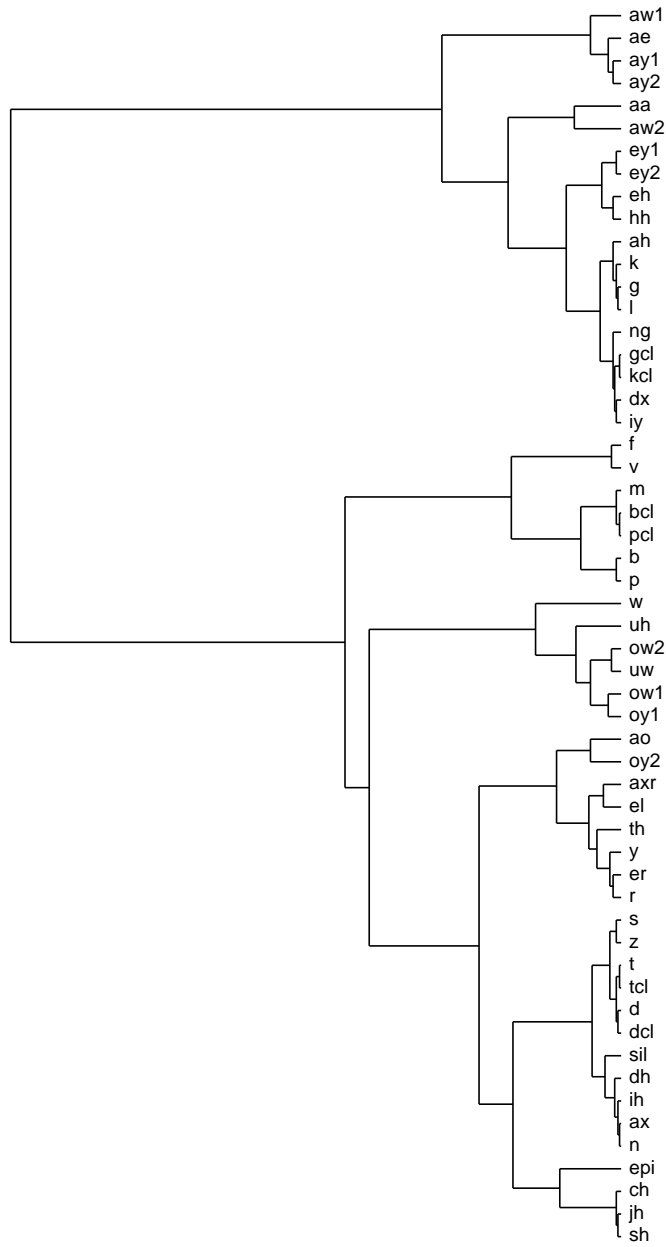 aw1
ae
ay1
ay2
aa
aw2
ey1
ey2
eh
hh
ah
k
g
l
ng
gcl
kcl
dx
iy
f
v
m
bcl
pcl
b
p
w
uh
ow2
uw
ow1
oy1
ao
oy2
axr
el
th
y
er
r
s
z
t
tcl
d
dcl
sil
dh
ih
ax
n
epi
ch
jh
sh